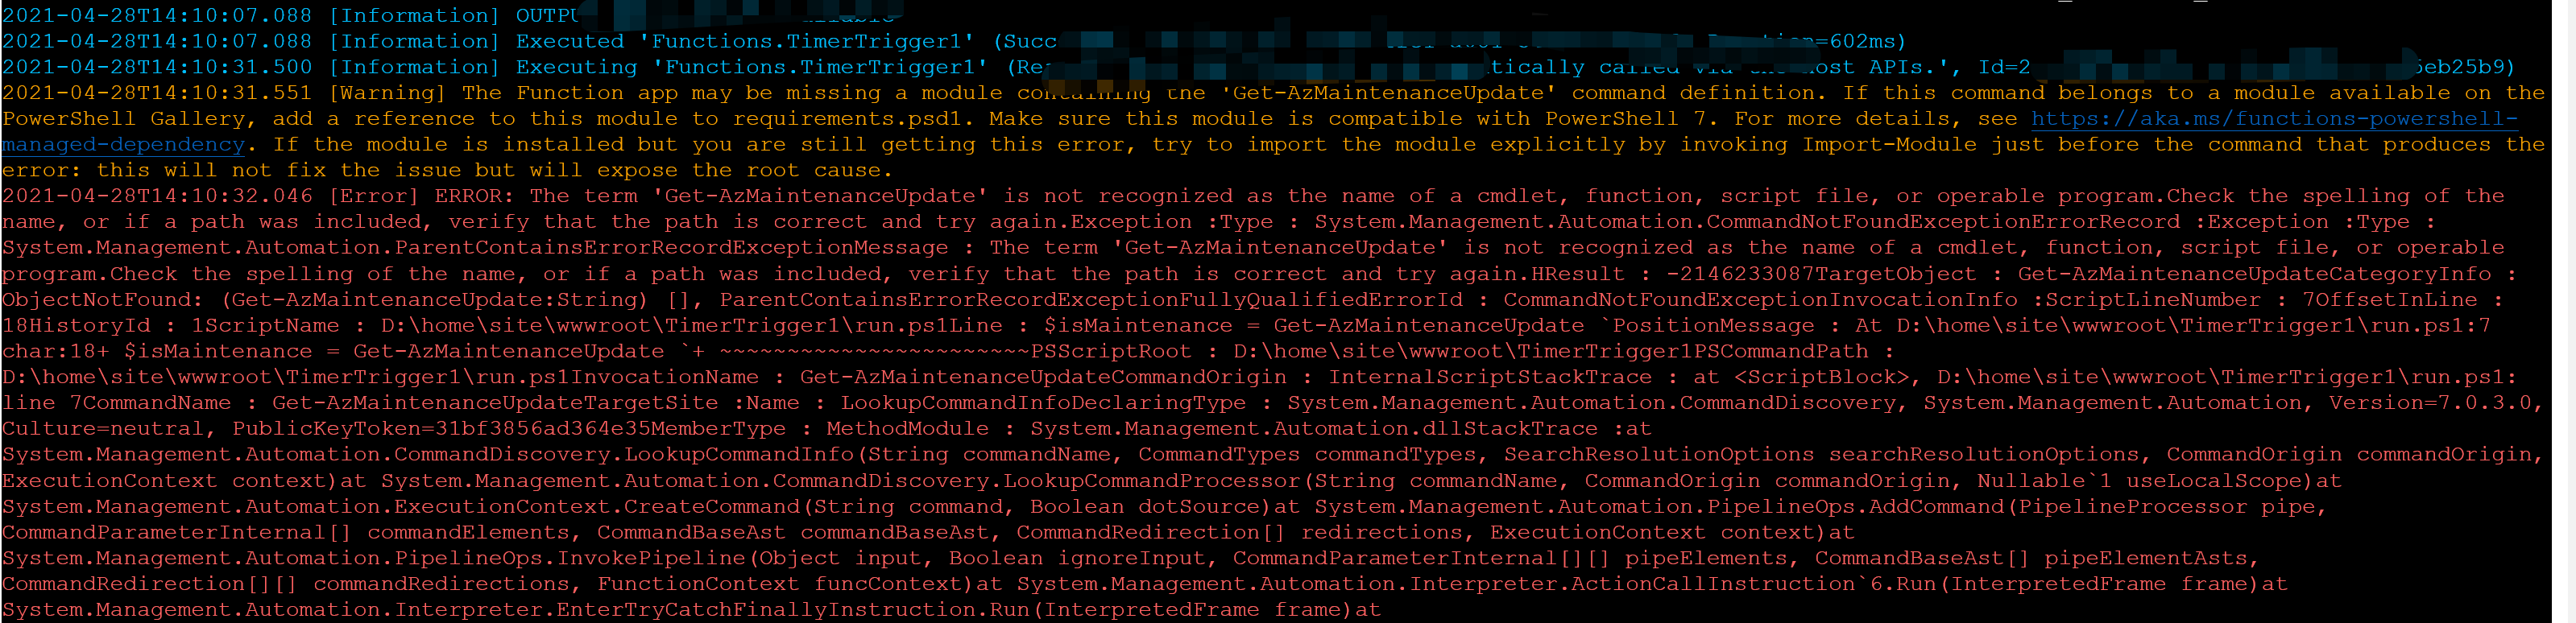 2021-04-28T14:10:07.088 [Information] OUTPU
2021-04-28T14:10:07.088 [Information] Executed 'Functions.TimerTrigger1' (Succ =602ms)
2021-04-28T14:10:31.500 [Information] Executing 'Functions.TimerTrigger1' (Re tically called via the host APIs.', Id=2 5eb25b9)
2021-04-28T14:10:31.551 [Warning] The Function app may be missing a module containing the 'Get-AzMaintenanceUpdate' command definition. If this command belongs to a module available on the
PowerShell Gallery, add a reference to this module to requirements.psd1. Make sure this module is compatible with PowerShell 7. For more details, see https://aka.ms/functions-powershell-
managed-dependency. If the module is installed but you are still getting this error, try to import the module explicitly by invoking Import-Module just before the command that produces the
error: this will not fix the issue but will expose the root cause.
2021-04-28T14:10:32.046 [Error] ERROR: The term 'Get-AzMaintenanceUpdate' is not recognized as the name of a cmdlet, function, script file, or operable program.Check the spelling of the
name, or if a path was included, verify that the path is correct and try again.Exception :Type : System.Management.Automation.CommandNotFoundExceptionErrorRecord :Exception :Type :
System.Management.Automation.ParentContainsErrorRecordExceptionMessage : The term 'Get-AzMaintenanceUpdate' is not recognized as the name of a cmdlet, function, script file, or operable
program.Check the spelling of the name, or if a path was included, verify that the path is correct and try again.HResult : -2146233087TargetObject : Get-AzMaintenanceUpdateCategoryInfo :
ObjectNotFound: (Get-AzMaintenanceUpdate:String) [], ParentContainsErrorRecordExceptionFullyQualifiedErrorId : CommandNotFoundExceptionInvocationInfo :ScriptLineNumber : 7OffsetInLine :
18HistoryId : 1ScriptName : D:\home\site\wwwroot\TimerTrigger1\run.ps1Line : $isMaintenance = Get-AzMaintenanceUpdate `PositionMessage : At D:\home\site\wwwroot\TimerTrigger1\run.ps1:7
char:18+ $isMaintenance = Get-AzMaintenanceUpdate `+ ~~~~~~~~~~~~~~~~~~~~~~~PSScriptRoot : D:\home\site\wwwroot\TimerTrigger1PSCommandPath :
D:\home\site\wwwroot\TimerTrigger1\run.ps1InvocationName : Get-AzMaintenanceUpdateCommandOrigin : InternalScriptStackTrace : at <ScriptBlock>, D:\home\site\wwwroot\TimerTrigger1\run.ps1:
line 7CommandName : Get-AzMaintenanceUpdateTargetSite :Name : LookupCommandInfoDeclaringType : System.Management.Automation.CommandDiscovery, System.Management.Automation, Version=7.0.3.0,
Culture=neutral, PublicKeyToken=31bf3856ad364e35MemberType : MethodModule : System.Management.Automation.dllStackTrace :at
System.Management.Automation.CommandDiscovery.LookupCommandInfo(String commandName, CommandTypes commandTypes, SearchResolutionOptions searchResolutionOptions, CommandOrigin commandOrigin,
ExecutionContext context)at System.Management.Automation.CommandDiscovery.LookupCommandProcessor(String commandName, CommandOrigin commandOrigin, Nullable`1 useLocalScope)at
System.Management.Automation.ExecutionContext.CreateCommand(String command, Boolean dotSource)at System.Management.Automation.PipelineOps.AddCommand(PipelineProcessor pipe,
CommandParameterInternal[] commandElements, CommandBaseAst commandBaseAst, CommandRedirection[] redirections, ExecutionContext context)at
System.Management.Automation.PipelineOps.InvokePipeline(Object input, Boolean ignoreInput, CommandParameterInternal[][] pipeElements, CommandBaseAst[] pipeElementAsts,
CommandRedirection[][] commandRedirections, FunctionContext funcContext)at System.Management.Automation.Interpreter.ActionCallInstruction`6.Run(InterpretedFrame frame)at
System.Management.Automation.Interpreter.EnterTryCatchFinallyInstruction.Run(InterpretedFrame frame)at